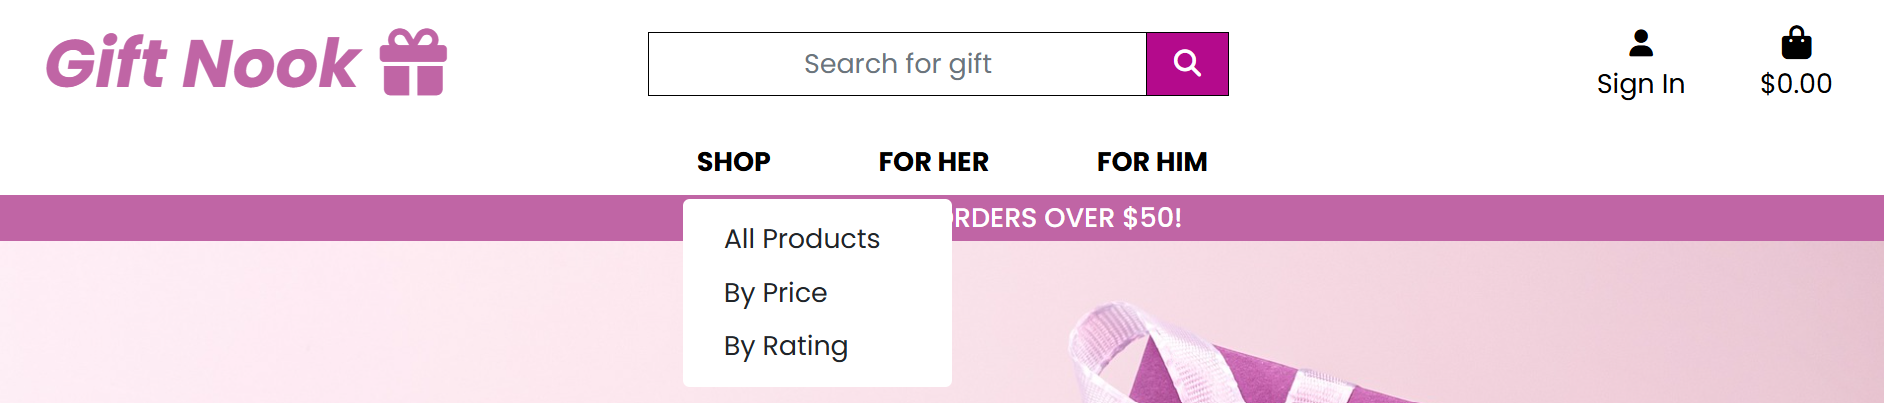 Gift Nook
Search for gift
Sign In
$0.00
SHOP
FOR HER
FOR HIM
ORDERS OVER $50!
All Products
By Price
By Rating